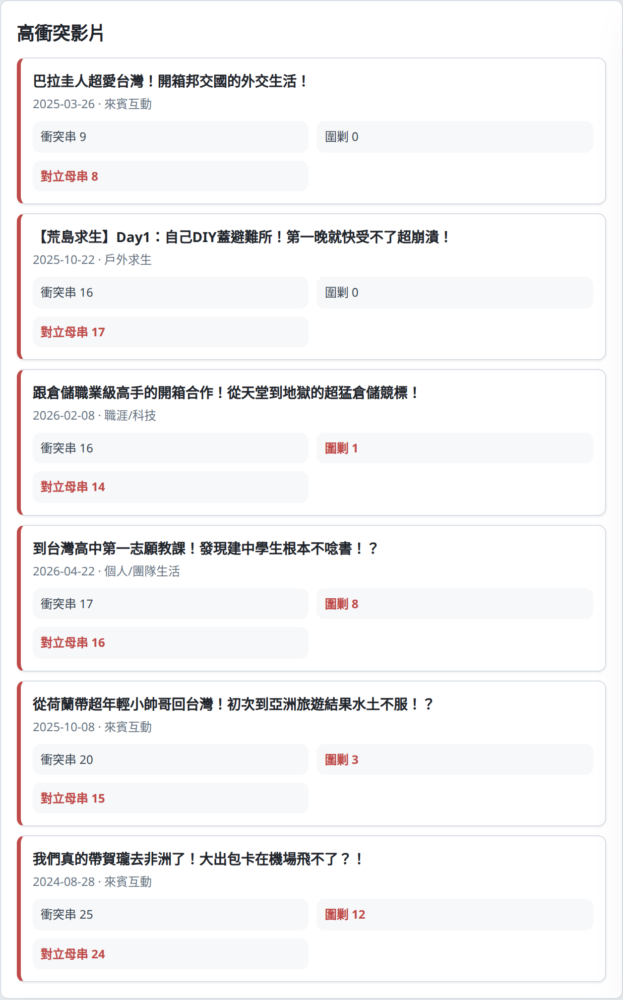 高衝突影片
巴拉圭人超愛台灣！開箱邦交國的外交生活！
2025-03-26 · 來賓互動
衝突串 9
圍剿 0
對立母串 8
【荒島求生】Day1：自己DIY蓋避難所！第一晚就快受不了超崩潰！
2025-10-22 · 戶外求生
衝突串 16
圍剿 0
對立母串 17
跟倉儲職業級高手的開箱合作！從天堂到地獄的超猛倉儲競標！
2026-02-08 · 職涯/科技
衝突串 16
圍剿 1
對立母串 14
到台灣高中第一志願教課！發現建中學生根本不唸書！？
2026-04-22 · 個人/團隊生活
衝突串 17
圍剿 8
對立母串 16
從荷蘭帶超年輕小帥哥回台灣！初次到亞洲旅遊結果水土不服！？
2025-10-08 · 來賓互動
衝突串 20
圍剿 3
對立母串 15
我們真的帶賀瓏去非洲了！大出包卡在機場飛不了？！
2024-08-28 · 來賓互動
衝突串 25
圍剿 12
對立母串 24